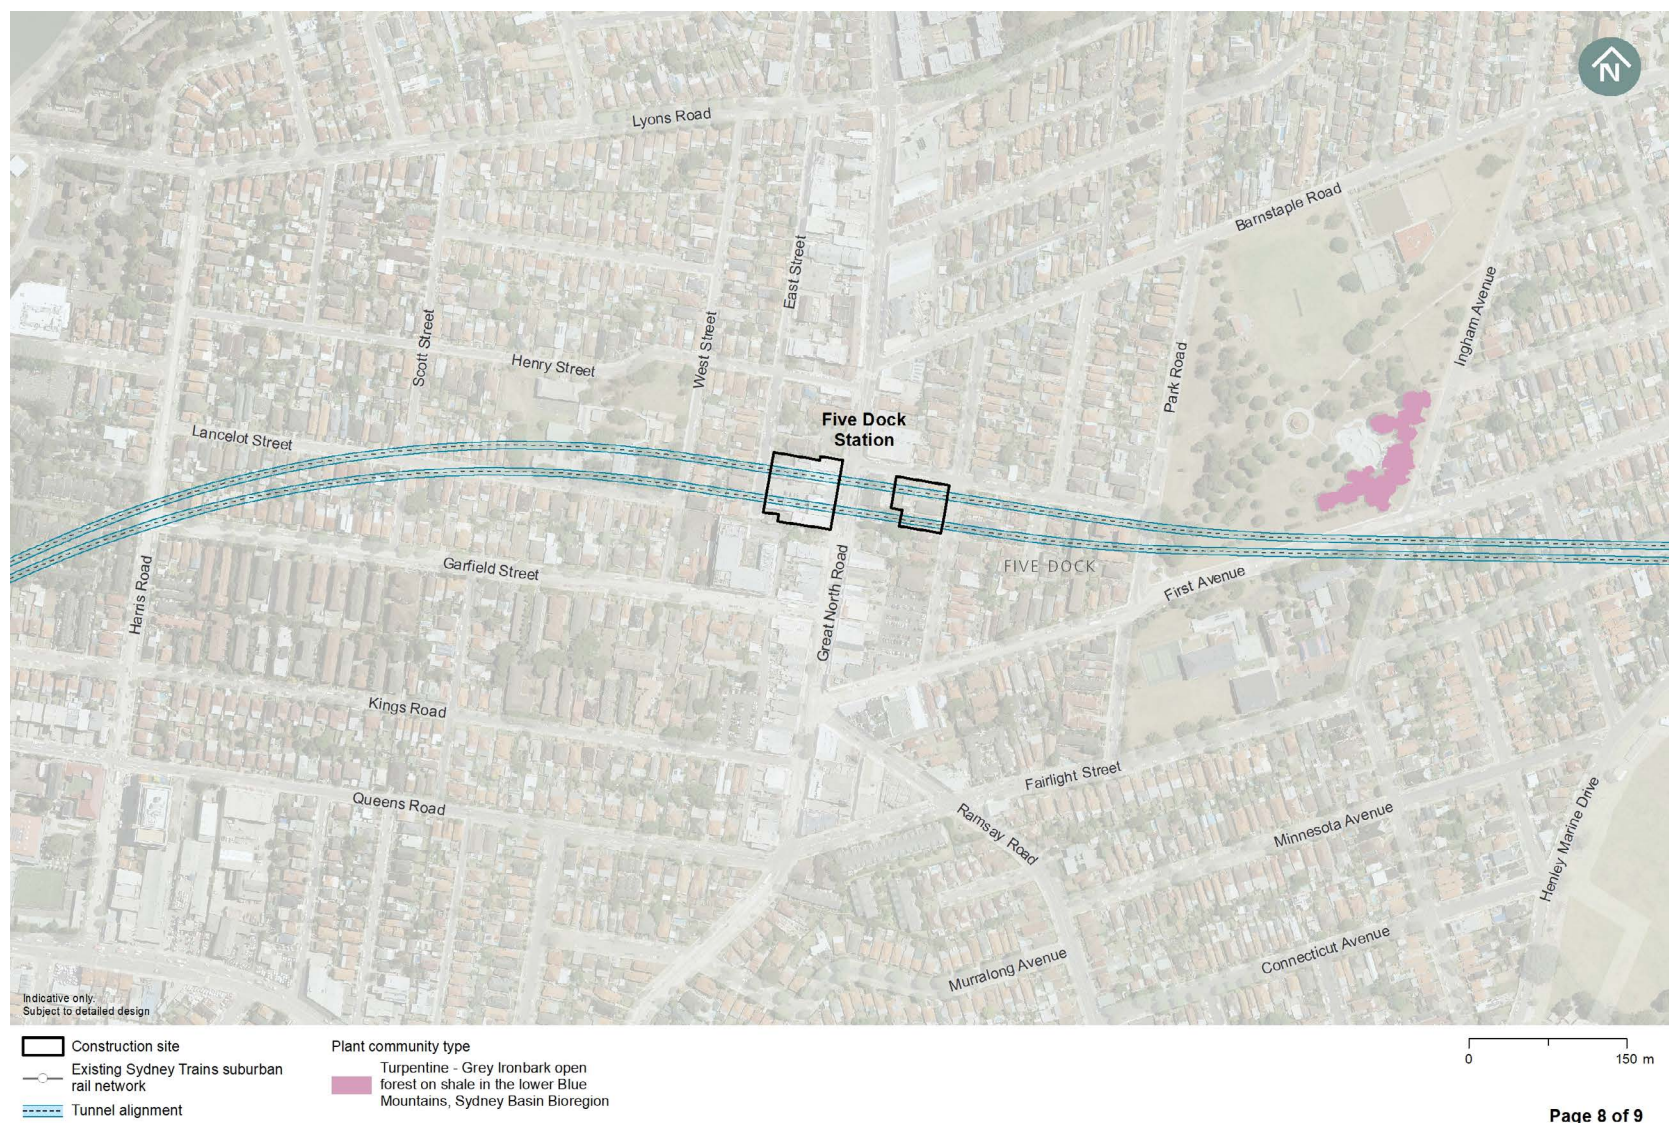 N
Lyons Road
Barnstaple Road
East Street
Ingham Avenue
Scott Street
West Street
Henry Street
Park Road
Five Dock
Station
Lancelot Street
Harris Road
Garfield Street
Great North Road
FIVE DOCK
First Avenue
Kings Road
Queens Road
Fairlight Street
Ramsay Road
Minnesota Avenue
Henley Marine Drive
Murralong Avenue
Connecticut Avenue
Indicative only.
Subject to detailed design
Construction site
Existing Sydney Trains suburban
rail network
Tunnel alignment
Plant community type
Turpentine - Grey Ironbark open
forest on shale in the lower Blue
Mountains, Sydney Basin Bioregion
0 150 m
Page 8 of 9